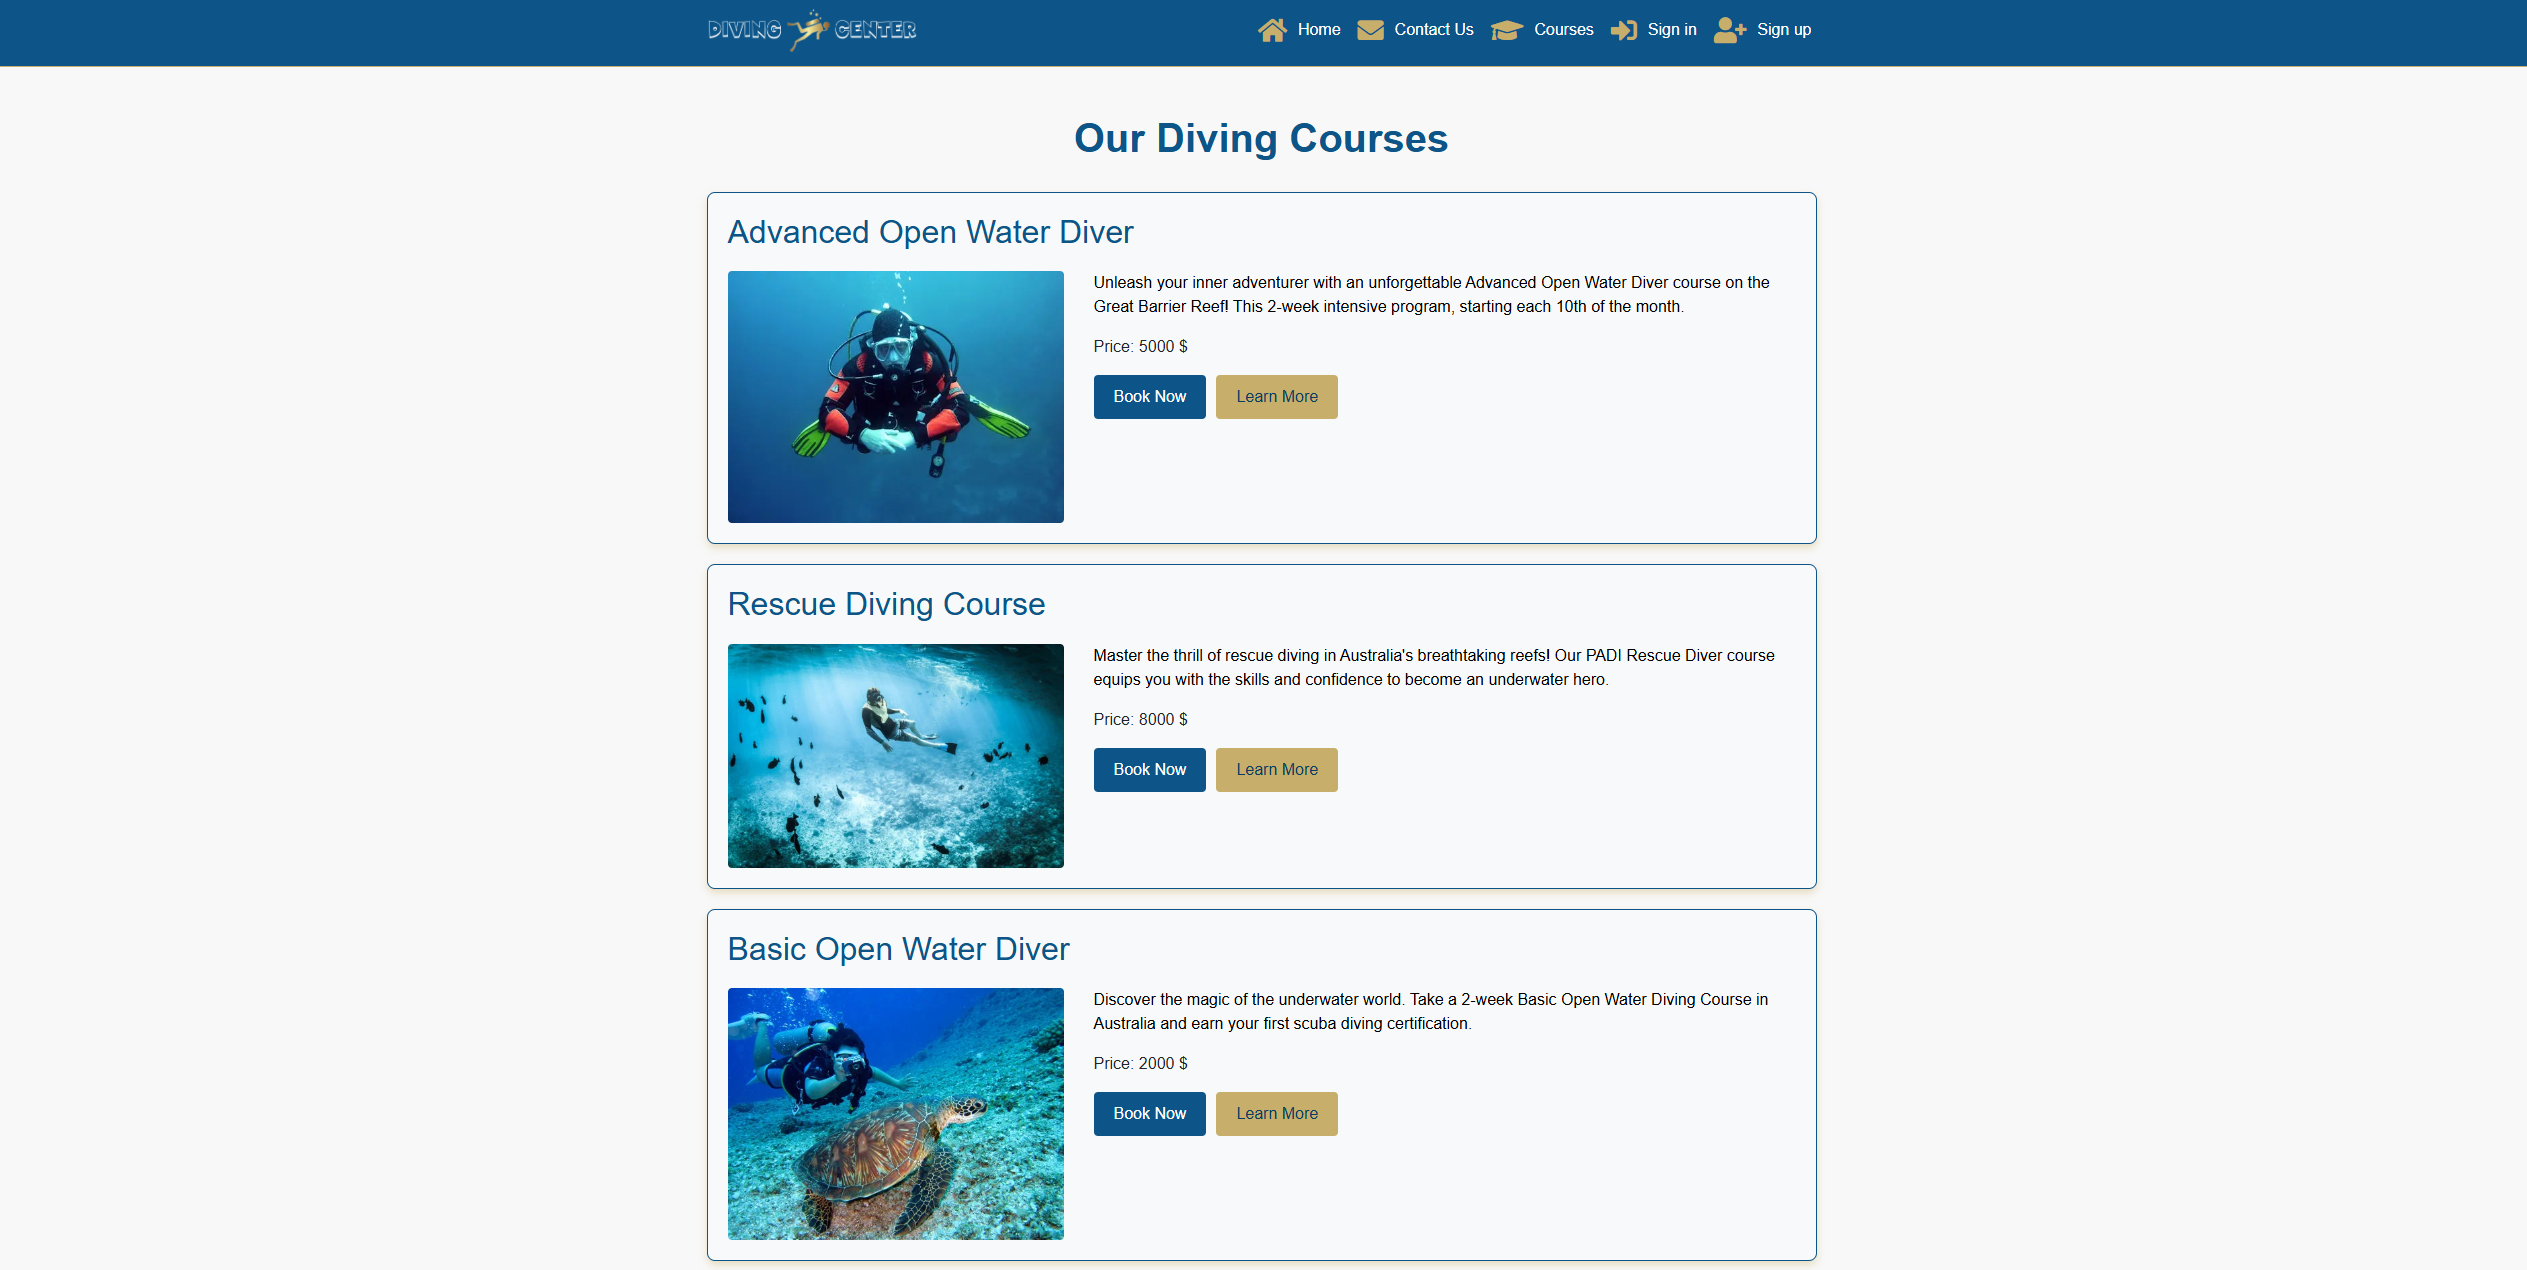 DIVING CENTER
Home Contact Us Courses Sign in Sign up
Our Diving Courses
Advanced Open Water Diver
Unleash your inner adventurer with an unforgettable Advanced Open Water Diver course on the
Great Barrier Reef! This 2-week intensive program, starting each 10th of the month.
Price: 5000 $
Book Now Learn More
Rescue Diving Course
Master the thrill of rescue diving in Australia's breathtaking reefs! Our PADI Rescue Diver course
equips you with the skills and confidence to become an underwater hero.
Price: 8000 $
Book Now Learn More
Basic Open Water Diver
Discover the magic of the underwater world. Take a 2-week Basic Open Water Diving Course in
Australia and earn your first scuba diving certification.
Price: 2000 $
Book Now Learn More